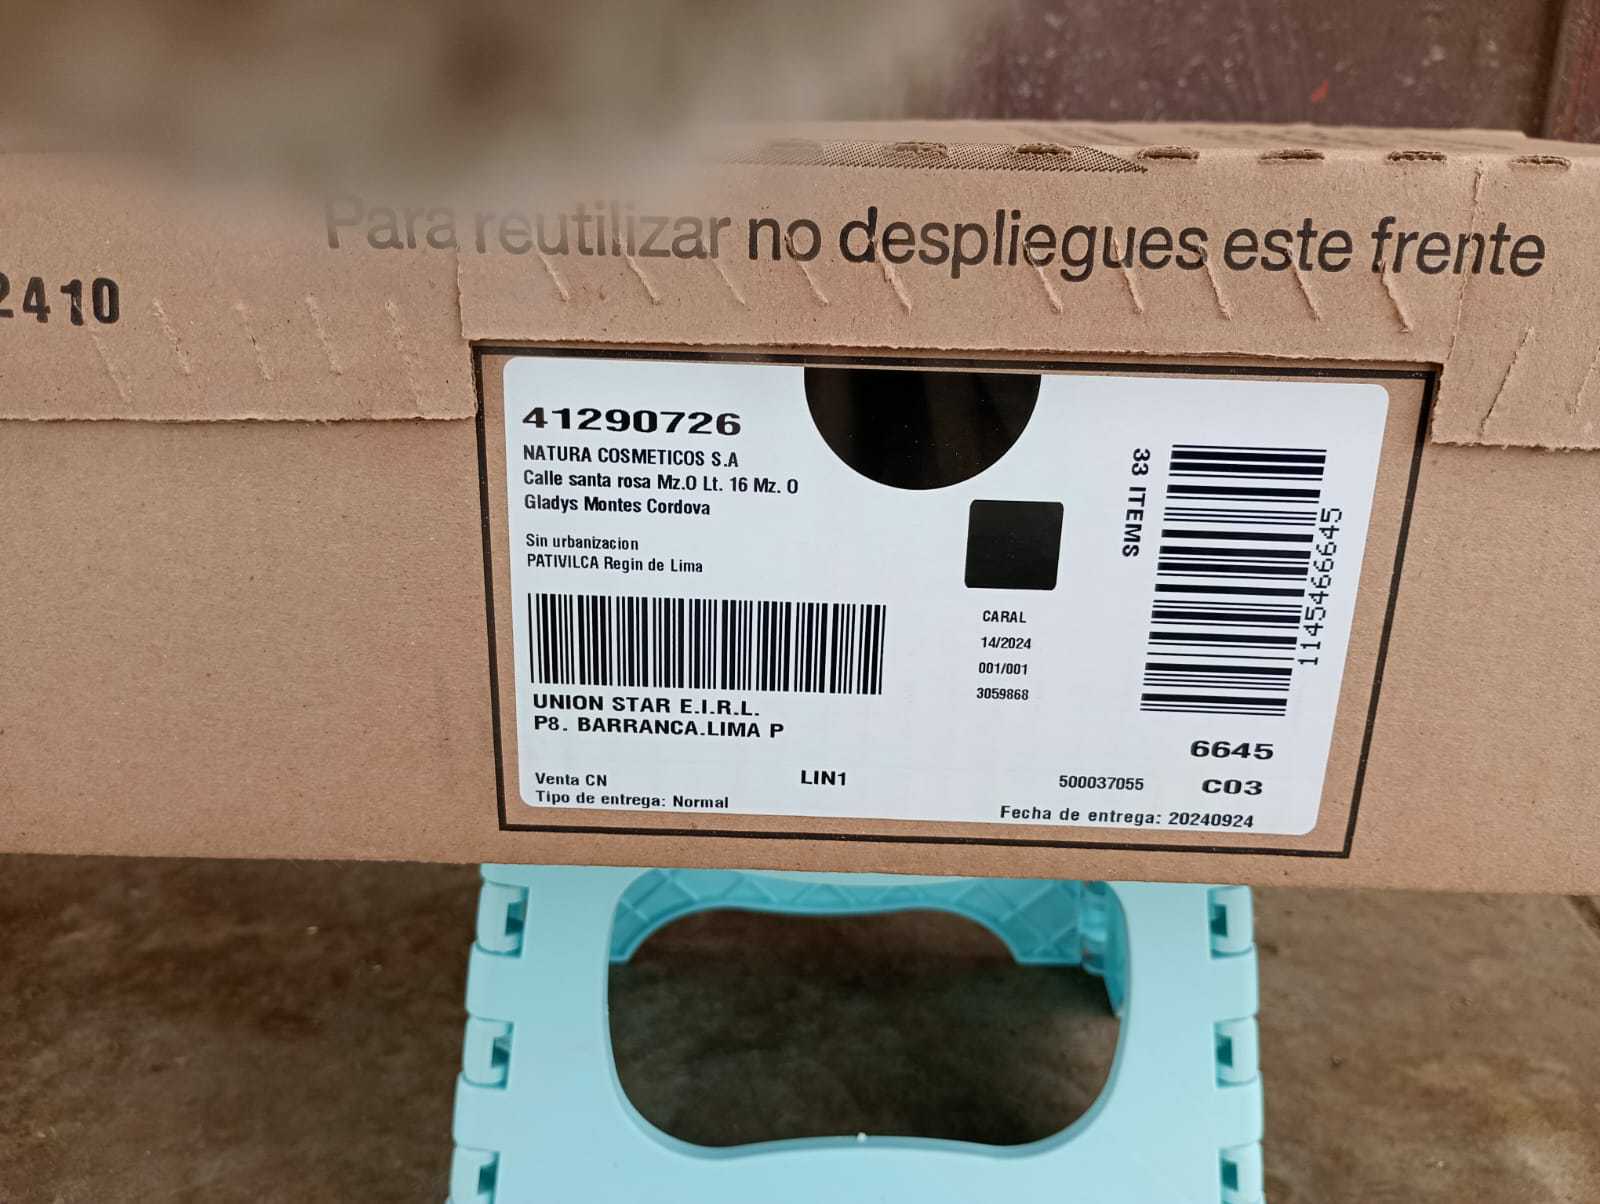 Para reutilizar no despliegues este frente
2410
41290726
NATURA COSMETICOS S.A
Calle santa rosa Mz.O Lt. 16 Mz. O
Gladys Montes Cordova
Sin urbanizacion
PATIVILCA Regin de Lima
UNION STAR E.I.R.L.
P8. BARRANCA.LIMA P
Venta CN
Tipo de entrega: Normal
LIN1
CARAL
14/2024
001/001
3059868
33 ITEMS
1145466645
6645
500037055
C03
Fecha de entrega: 20240924